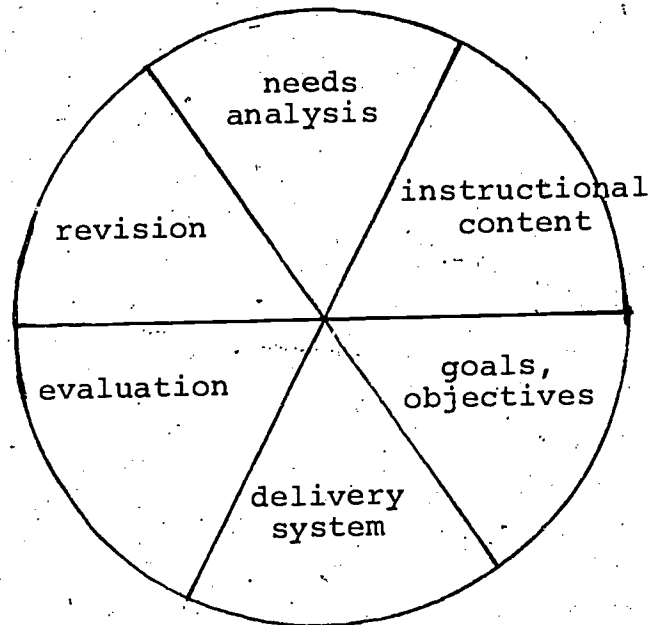 needs
analysis
instructional
content
goals,
objectives
delivery
system
evaluation
revision